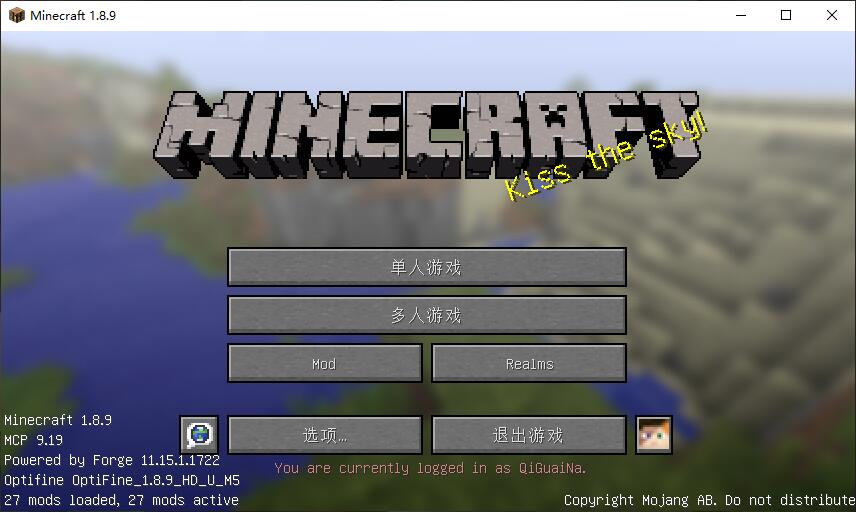 Minecraft 1.8.9
MINECRAFT
Kiss the sky!
单人游戏
多人游戏
Mod
Realms
选项...
退出游戏
You are currently logged in as QiGuaiNa.
Minecraft 1.8.9
MCP 9.19
Powered by Forge 11.15.1.1722
Optifine OptiFine_1.8.9_HD_U_M5
27 mods loaded, 27 mods active
Copyright Mojang AB. Do not distribute